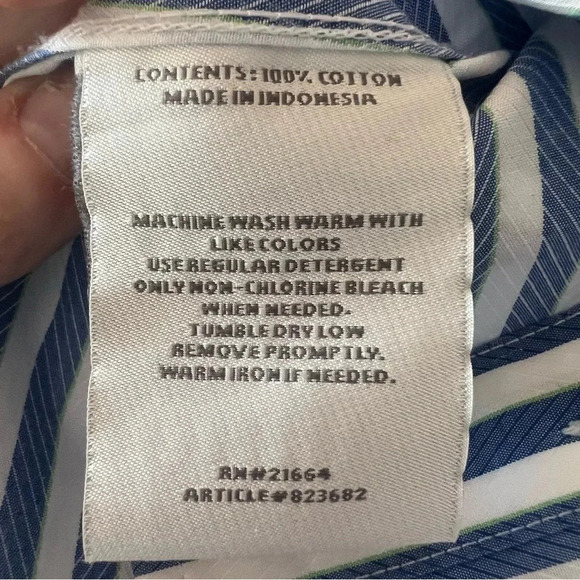 CONTENTS: 100% COTTON
MADE IN INDONESIA
MACHINE WASH WARM WITH
LIKE COLORS
USE REGULAR DETERGENT
ONLY NON-CHLORINE BLEACH
WHEN NEEDED.
TUMBLE DRY LOW
REMOVE PROMPTLY.
WARM IRON IF NEEDED.
RN#21664
ARTICLE#823682